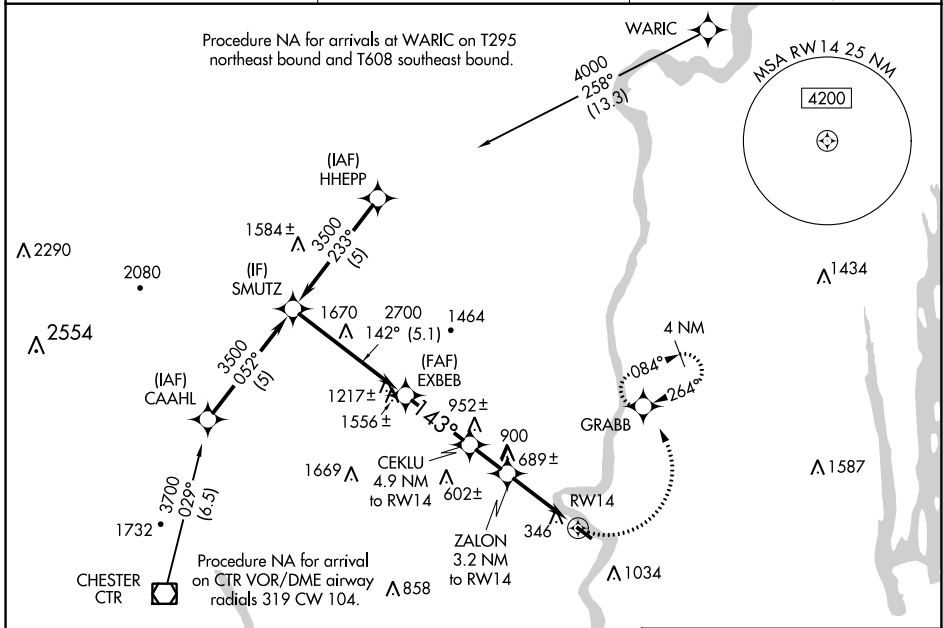 Procedure NA for arrivals at WARIC on T295
northeast bound and T608 southeast bound.
WARIC
4000
258°
(13.3)
MSA RW14 25 NM
4200
(IAF)
HHEPP
1584 ±
3500
233°
(5)
2290
2080
(IF)
SMUTZ
1670
2700
142° (5.1)
1464
1434
2554
3500
052°
(5)
(IAF)
CAAHL
(FAF)
EXBEB
1217 ±
1556 ±
143°
952 ±
4 NM
084°
264°
GRABB
900
689 ±
CEKLU
4.9 NM
to RW14
1669
602 ±
RW14
1587
3700
029°
(6.5)
1732
346
ZALON
3.2 NM
to RW14
Procedure NA for arrival
on CTR VOR/DME airway
radials 319 CW 104.
CHESTER
CTR
858
1034